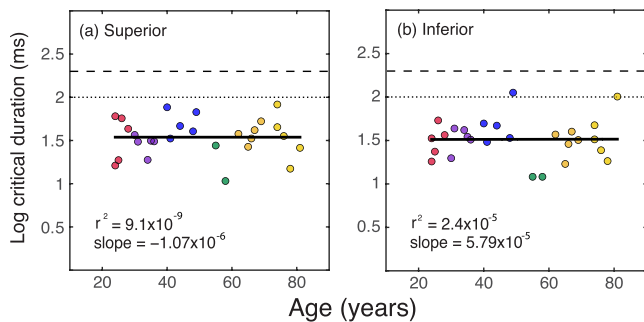 (a) Superior
(b) Inferior
Log critical duration (ms)
2.5
2
1.5
1
0.5
2.5
2
1.5
1
0.5
r² = 9.1x10⁻⁹
slope = −1.07x10⁻⁶
r² = 2.4x10⁻⁵
slope = 5.79x10⁻⁵
20 40 60 80
20 40 60 80
Age (years)